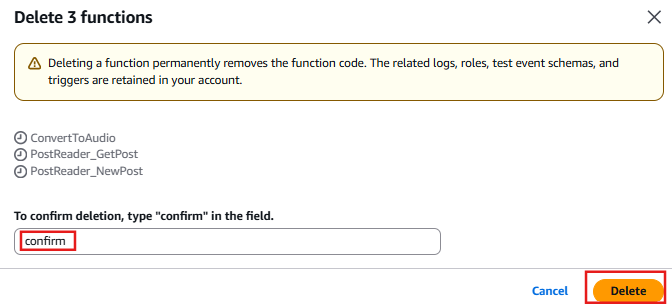 Delete 3 functions
Deleting a function permanently removes the function code. The related logs, roles, test event schemas, and
triggers are retained in your account.
ConvertToAudio
PostReader_GetPost
PostReader_NewPost
To confirm deletion, type "confirm" in the field.
confirm
Cancel
Delete